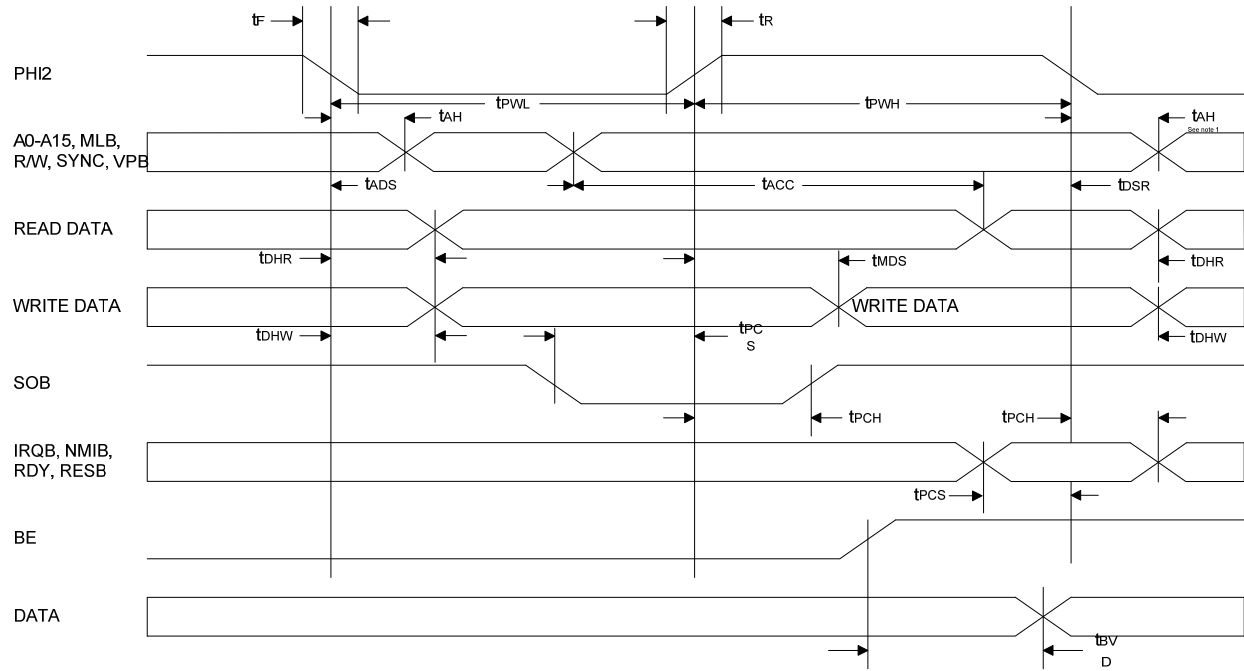 tF
tR
PHI2
tPWL
tPWH
tAH
tAH
See note 1
A0-A15, MLB,
R/W, SYNC, VPB
tADS
tACC
tDSR
READ DATA
tDHR
tMDS
tDHR
WRITE DATA
WRITE DATA
tDHW
tPC
S
tDHW
SOB
tPCH
tPCH
IRQB, NMIB,
RDY, RESB
tPCS
BE
DATA
tBV
D